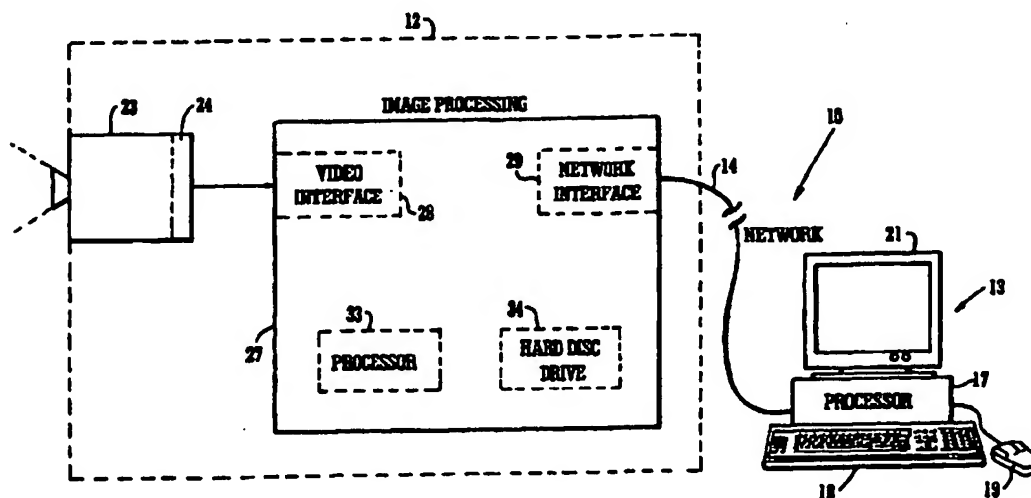 12
23
24
IMAGE PROCESSING
VIDEO
INTERFACE
28
29
NETWORK
INTERFACE
14
16
NETWORK
21
13
27
33
PROCESSOR
34
HARD DISC
DRIVE
17
PROCESSOR
18
19